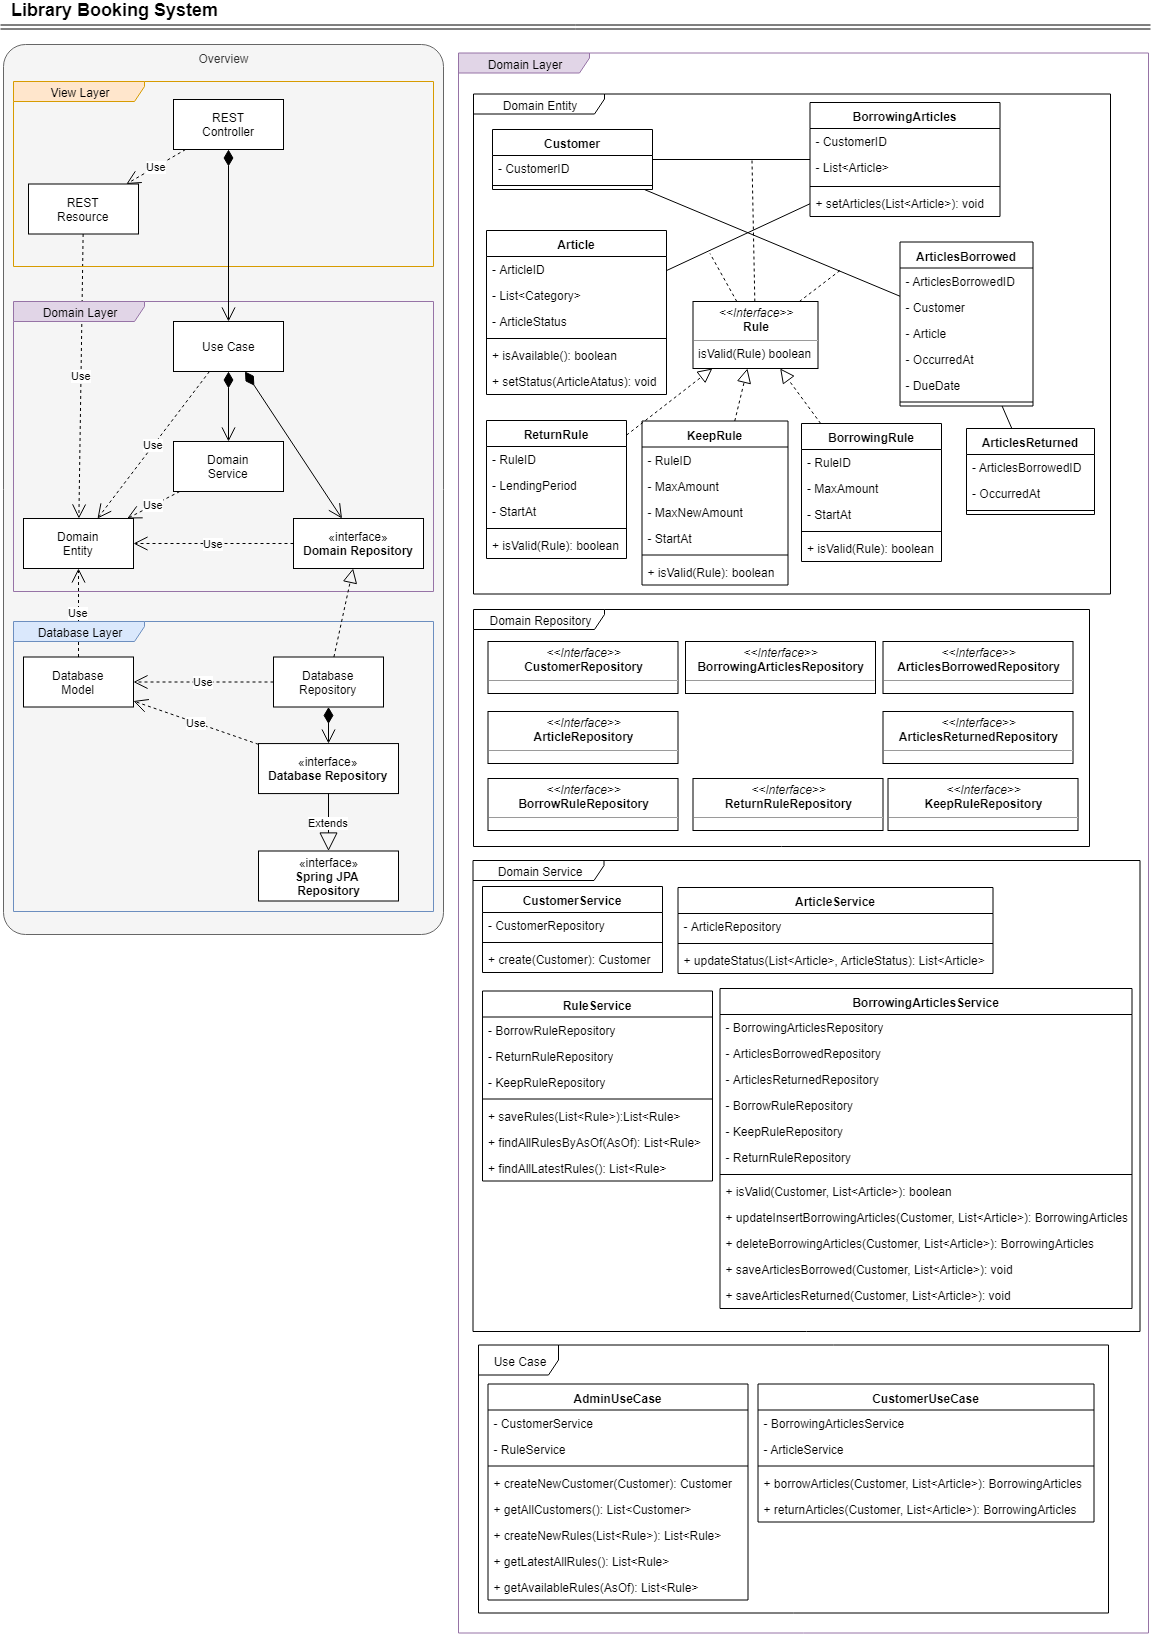 Library Booking System
Overview
View Layer
REST
Controller
Use
REST
Resource
Domain Layer
Use Case
Use
Use
Domain
Service
Use
Domain
Entity
Use
«interface»
Domain Repository
Use
Database Layer
Database
Model
Use
Database
Repository
Use
«interface»
Database Repository
Extends
«interface»
Spring JPA
Repository
Domain Layer
Domain Entity
Customer
- CustomerID
BorrowingArticles
- CustomerID
- List<Article>
+ setArticles(List<Article>): void
Article
- ArticleID
- List<Category>
- ArticleStatus
+ isAvailable(): boolean
+ setStatus(ArticleAtatus): void
<<Interface>>
Rule
isValid(Rule) boolean
ArticlesBorrowed
- ArticlesBorrowedID
- Customer
- Article
- OccurredAt
- DueDate
ReturnRule
- RuleID
- LendingPeriod
- StartAt
+ isValid(Rule): boolean
KeepRule
- RuleID
- MaxAmount
- MaxNewAmount
- StartAt
+ isValid(Rule): boolean
BorrowingRule
- RuleID
- MaxAmount
- StartAt
+ isValid(Rule): boolean
ArticlesReturned
- ArticlesBorrowedID
- OccurredAt
Domain Repository
<<Interface>>
CustomerRepository
<<Interface>>
BorrowingArticlesRepository
<<Interface>>
ArticlesBorrowedRepository
<<Interface>>
ArticleRepository
<<Interface>>
ArticlesReturnedRepository
<<Interface>>
BorrowRuleRepository
<<Interface>>
ReturnRuleRepository
<<Interface>>
KeepRuleRepository
Domain Service
CustomerService
- CustomerRepository
+ create(Customer): Customer
ArticleService
- ArticleRepository
+ updateStatus(List<Article>, ArticleStatus): List<Article>
RuleService
- BorrowRuleRepository
- ReturnRuleRepository
- KeepRuleRepository
+ saveRules(List<Rule>):List<Rule>
+ findAllRulesByAsOf(AsOf): List<Rule>
+ findAllLatestRules(): List<Rule>
BorrowingArticlesService
- BorrowingArticlesRepository
- ArticlesBorrowedRepository
- ArticlesReturnedRepository
- BorrowRuleRepository
- KeepRuleRepository
- ReturnRuleRepository
+ isValid(Customer, List<Article>): boolean
+ updateInsertBorrowingArticles(Customer, List<Article>): BorrowingArticles
+ deleteBorrowingArticles(Customer, List<Article>): BorrowingArticles
+ saveArticlesBorrowed(Customer, List<Article>): void
+ saveArticlesReturned(Customer, List<Article>): void
Use Case
AdminUseCase
- CustomerService
- RuleService
+ createNewCustomer(Customer): Customer
+ getAllCustomers(): List<Customer>
+ createNewRules(List<Rule>): List<Rule>
+ getLatestAllRules(): List<Rule>
+ getAvailableRules(AsOf): List<Rule>
CustomerUseCase
- BorrowingArticlesService
- ArticleService
+ borrowArticles(Customer, List<Article>): BorrowingArticles
+ returnArticles(Customer, List<Article>): BorrowingArticles